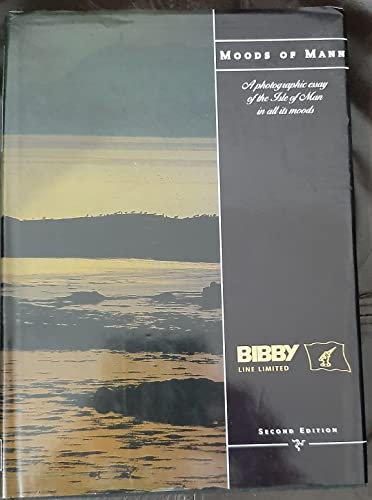 MOODS OF MANN
A photographic essay
of the Isle of Man
in all its moods
BIBBY
LINE LIMITED
SECOND EDITION